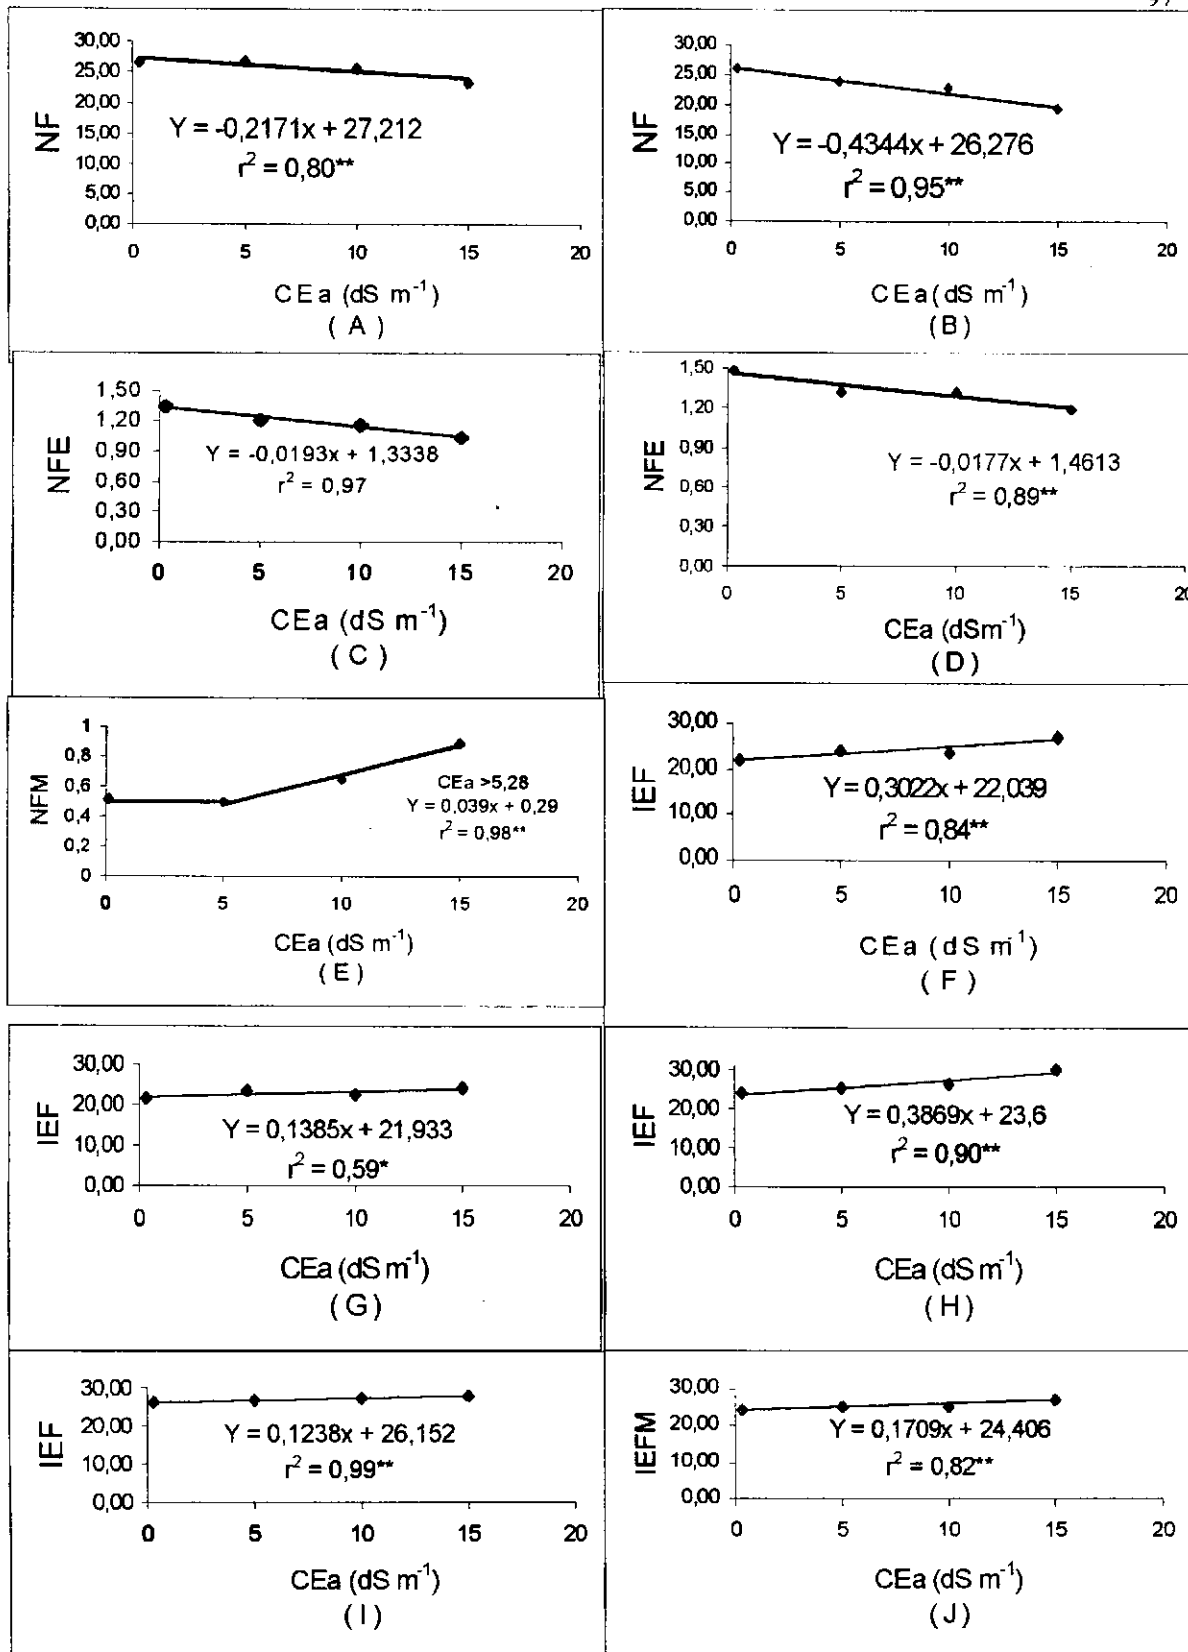 30,00
25,00
20,00
15,00
10,00
5,00
0,00
NF
Y = -0,2171x + 27,212
r² = 0,80**
0 5 10 15 20
CEa (dS m⁻¹)
( A )
30,00
25,00
20,00
15,00
10,00
5,00
0,00
NF
Y = -0,4344x + 26,276
r² = 0,95**
0 5 10 15 20
CEa (dS m⁻¹)
( B )
1,50
1,20
0,90
0,60
0,30
0,00
NFE
Y = -0,0193x + 1,3338
r² = 0,97
0 5 10 15 20
CEa (dS m⁻¹)
( C )
1,50
1,20
0,90
0,60
0,30
0,00
NFE
Y = -0,0177x + 1,4613
r² = 0,89**
0 5 10 15 20
CEa (dSm⁻¹)
( D )
1
0,8
0,6
0,4
0,2
0
NFM
CEa >5,28
Y = 0,039x + 0,29
r² = 0,98**
0 5 10 15 20
CEa (dS m⁻¹)
( E )
30,00
20,00
10,00
0,00
IEF
Y = 0,3022x + 22,039
r² = 0,84**
0 5 10 15 20
CEa (dS m⁻¹)
( F )
30,00
20,00
10,00
0,00
IEF
Y = 0,1385x + 21,933
r² = 0,59*
0 5 10 15 20
CEa (dS m⁻¹)
( G )
30,00
20,00
10,00
0,00
IEF
Y = 0,3869x + 23,6
r² = 0,90**
0 5 10 15 20
CEa (dS m⁻¹)
( H )
30,00
20,00
10,00
0,00
IEF
Y = 0,1238x + 26,152
r² = 0,99**
0 5 10 15 20
CEa (dS m⁻¹)
( I )
30,00
20,00
10,00
0,00
IEFM
Y = 0,1709x + 24,406
r² = 0,82**
0 5 10 15 20
CEa (dS m⁻¹)
( J )